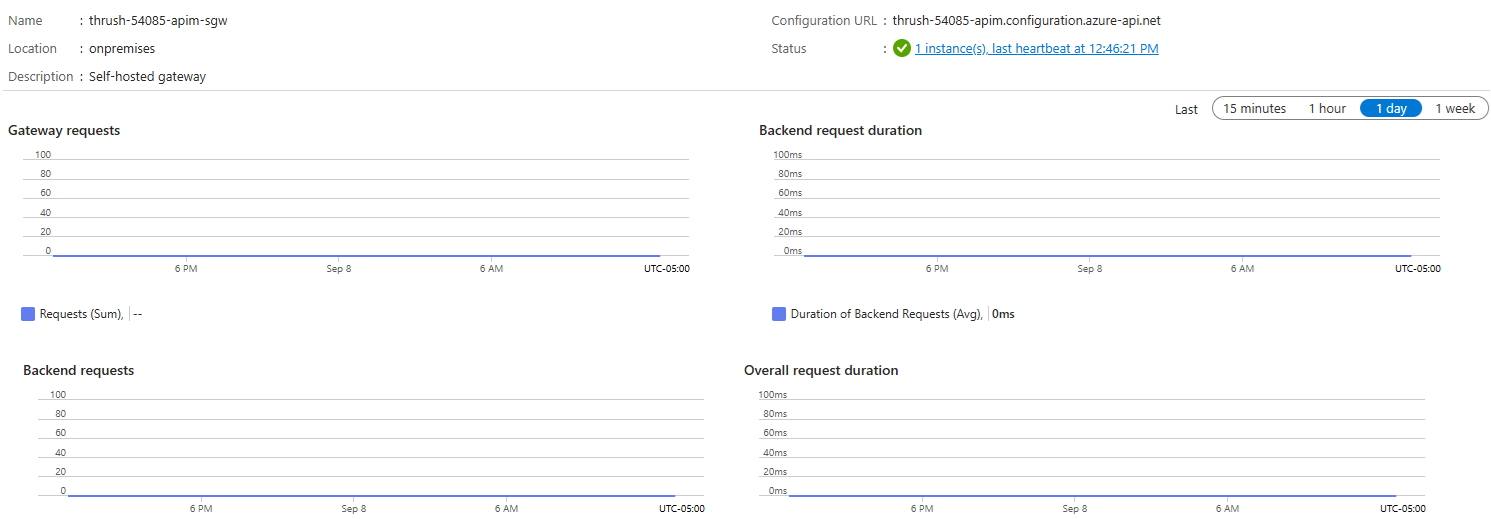 Name : thrush-54085-apim-sgw
Configuration URL : thrush-54085-apim.configuration.azure-api.net
Location : onpremises
Status : 1 instance(s), last heartbeat at 12:46:21 PM
Description : Self-hosted gateway
Last 15 minutes 1 hour 1 day 1 week
Gateway requests
100
80
60
40
20
0
6 PM Sep 8 6 AM UTC-05:00
Requests (Sum), --
Backend request duration
100ms
80ms
60ms
40ms
20ms
0ms
6 PM Sep 8 6 AM UTC-05:00
Duration of Backend Requests (Avg), 0ms
Backend requests
100
80
60
40
20
0
6 PM Sep 8 6 AM UTC-05:00
Overall request duration
100ms
80ms
60ms
40ms
20ms
0ms
6 PM Sep 8 6 AM UTC-05:00